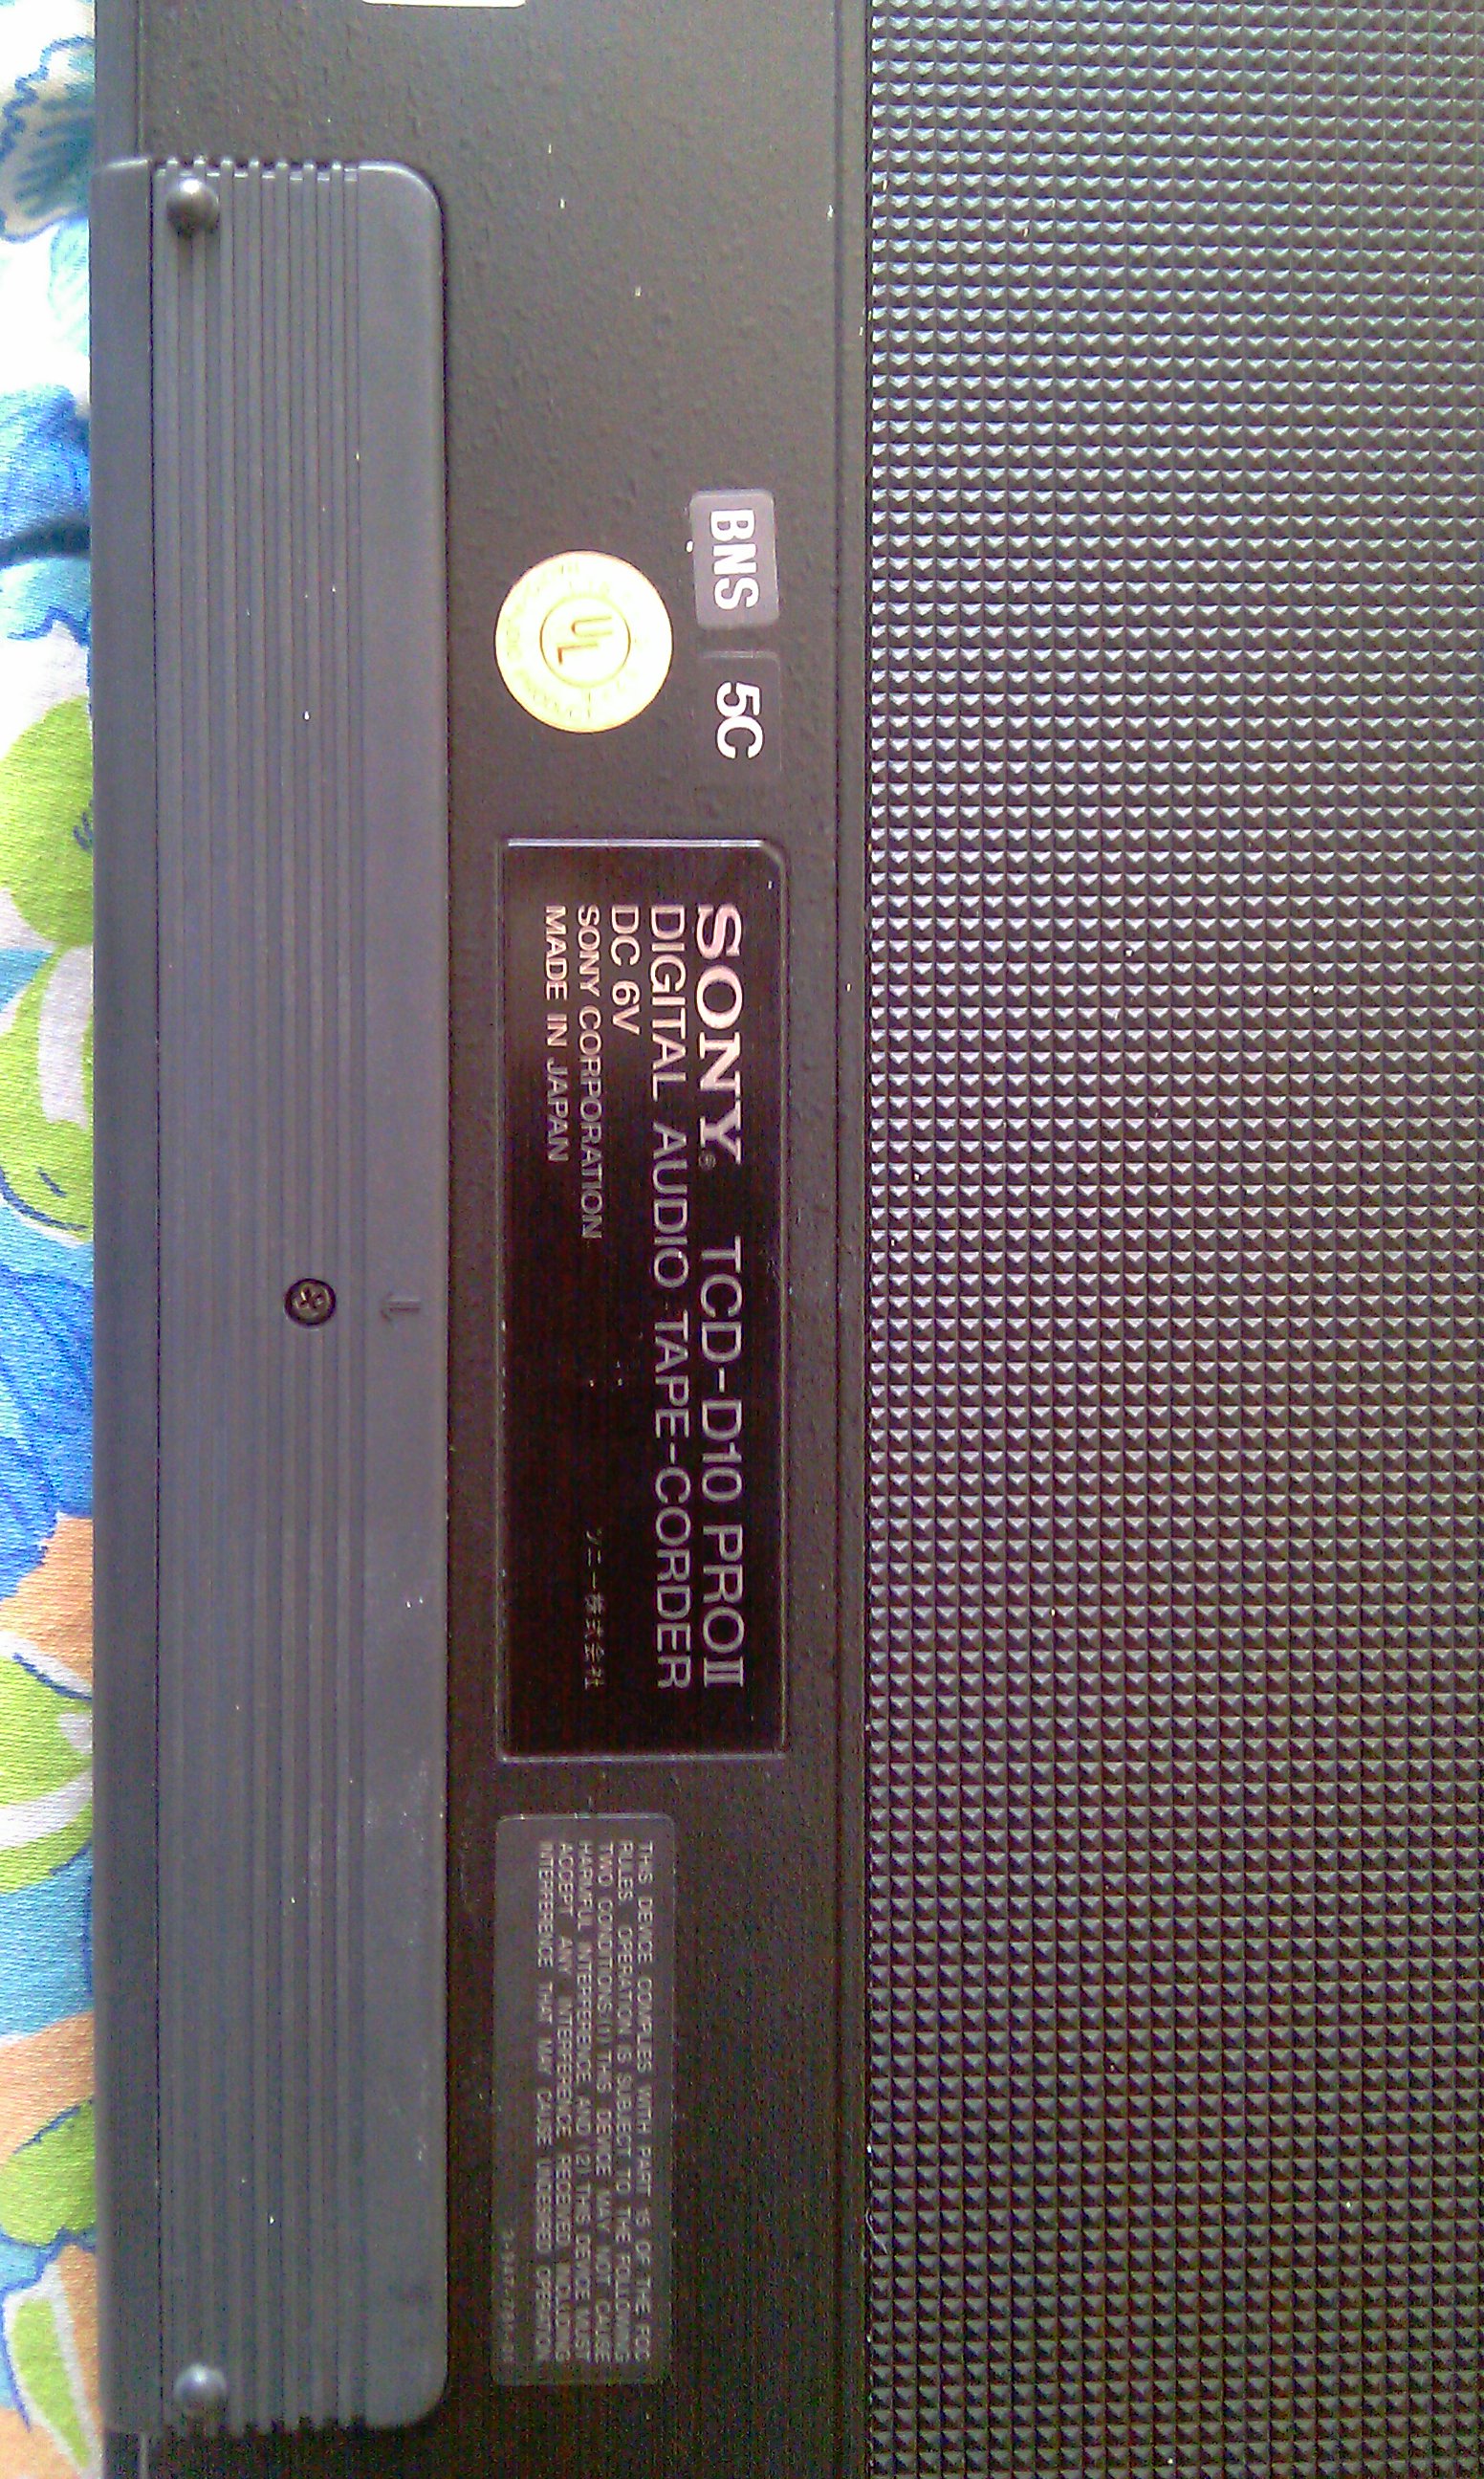 BNS 5C
UL
SONY® TCD-D10 PROII
DIGITAL AUDIO TAPE-CORDER
DC 6V
SONY CORPORATION ソニー株式会社
MADE IN JAPAN
THIS DEVICE COMPLIES WITH PART 15 OF THE FCC
RULES. OPERATION IS SUBJECT TO THE FOLLOWING
TWO CONDITIONS:(1) THIS DEVICE MAY NOT CAUSE
HARMFUL INTERFERENCE, AND (2) THIS DEVICE MUST
ACCEPT ANY INTERFERENCE RECEIVED, INCLUDING
INTERFERENCE THAT MAY CAUSE UNDESIRED OPERATION.
1